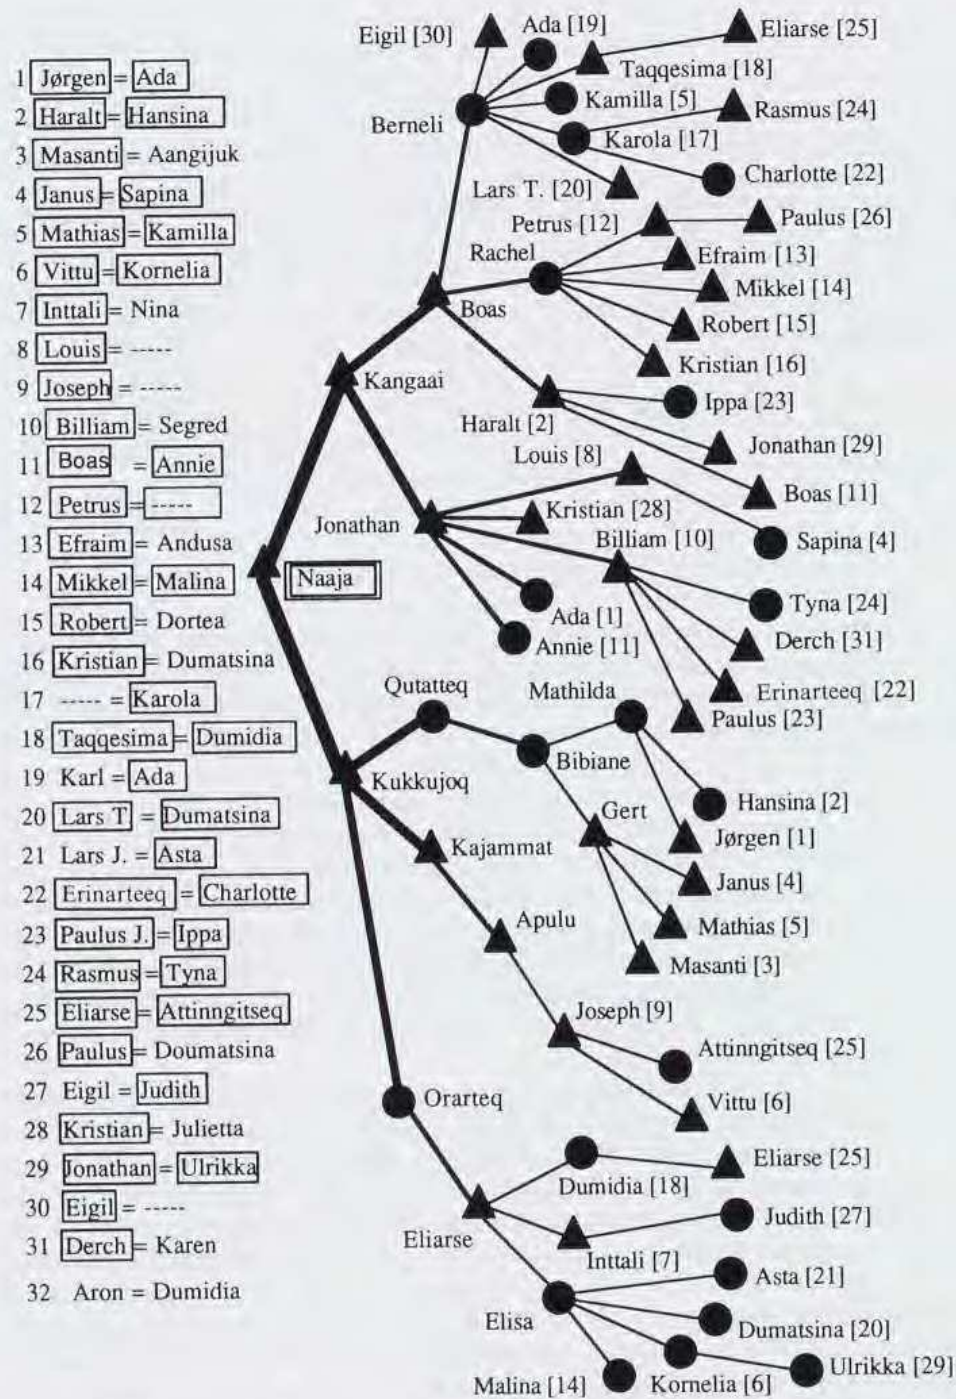 1 Jørgen = Ada
2 Haralt = Hansina
3 Masanti = Aangijuk
4 Janus = Sapina
5 Mathias = Kamilla
6 Vittu = Kornelia
7 Inttali = Nina
8 Louis = -----
9 Joseph = -----
10 Billiam = Segred
11 Boas = Annie
12 Petrus = -----
13 Efraim = Andusa
14 Mikkel = Malina
15 Robert = Dortea
16 Kristian = Dumatsina
17 ----- = Karola
18 Taqqesima = Dumidia
19 Karl = Ada
20 Lars T = Dumatsina
21 Lars J. = Asta
22 Erinarteeq = Charlotte
23 Paulus J. = Ippa
24 Rasmus = Tyna
25 Eliarse = Attinngitseq
26 Paulus = Doumatsina
27 Eigil = Judith
28 Kristian = Julietta
29 Jonathan = Ulrikka
30 Eigil = -----
31 Derch = Karen
32 Aron = Dumidia
Naaja
Kangaai
Boas
Berneli
Eigil [30]
Ada [19]
Taqqesima [18]
Eliarse [25]
Kamilla [5]
Karola [17]
Rasmus [24]
Charlotte [22]
Lars T. [20]
Rachel
Petrus [12]
Paulus [26]
Efraim [13]
Mikkel [14]
Robert [15]
Kristian [16]
Haralt [2]
Ippa [23]
Jonathan [29]
Boas [11]
Jonathan
Louis [8]
Sapina [4]
Kristian [28]
Billiam [10]
Tyna [24]
Derch [31]
Erinarteeq [22]
Paulus [23]
Ada [1]
Annie [11]
Kukkujoq
Qutatteq
Bibiane
Mathilda
Hansina [2]
Jørgen [1]
Gert
Janus [4]
Mathias [5]
Masanti [3]
Kajammat
Apulu
Joseph [9]
Attinngitseq [25]
Vittu [6]
Orarteq
Eliarse
Dumidia [18]
Eliarse [25]
Inttali [7]
Judith [27]
Elisa
Asta [21]
Dumatsina [20]
Kornelia [6]
Ulrikka [29]
Malina [14]